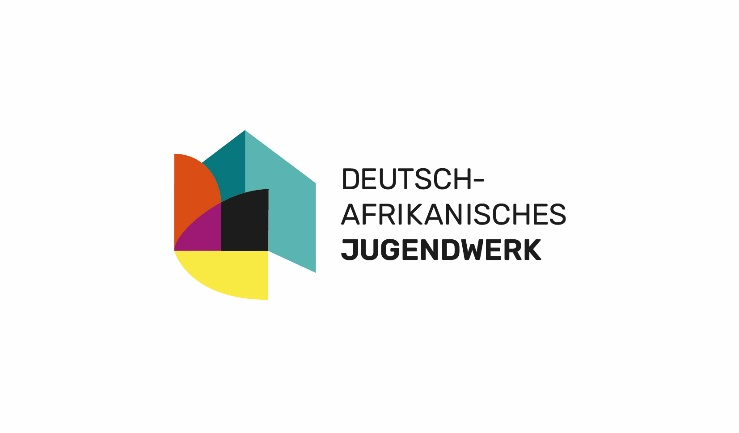 DEUTSCH-
AFRIKANISCHES
JUGENDWERK